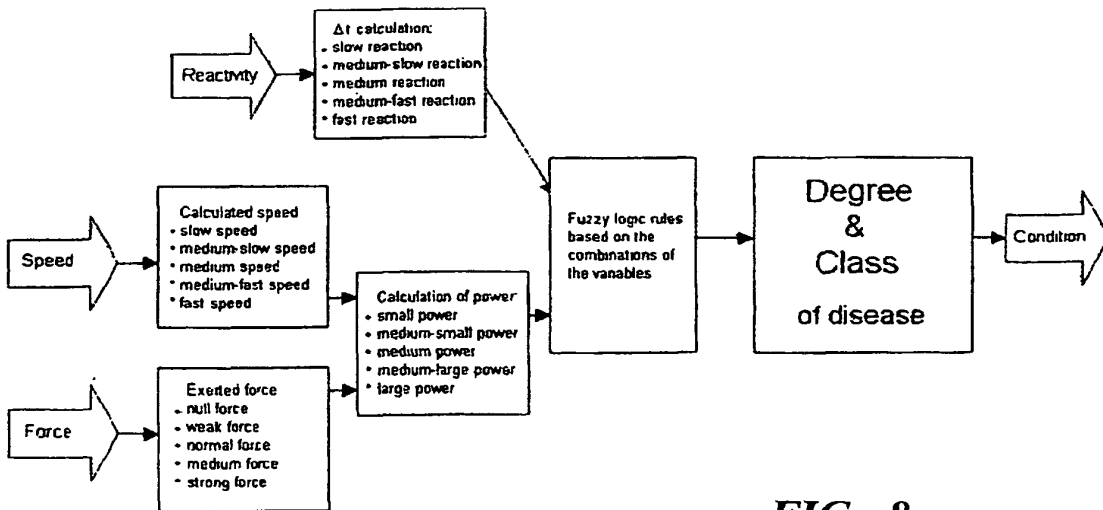 Reactivity
Δt calculation:
• slow reaction
• medium-slow reaction
• medium reaction
• medium-fast reaction
• fast reaction
Speed
Calculated speed
• slow speed
• medium-slow speed
• medium speed
• medium-fast speed
• fast speed
Force
Exerted force
• null force
• weak force
• normal force
• medium force
• strong force
Calculation of power
• small power
• medium-small power
• medium power
• medium-large power
• large power
Fuzzy logic rules
based on the
combinations of
the variables
Degree
&
Class
of disease
Condition
FIG. 8